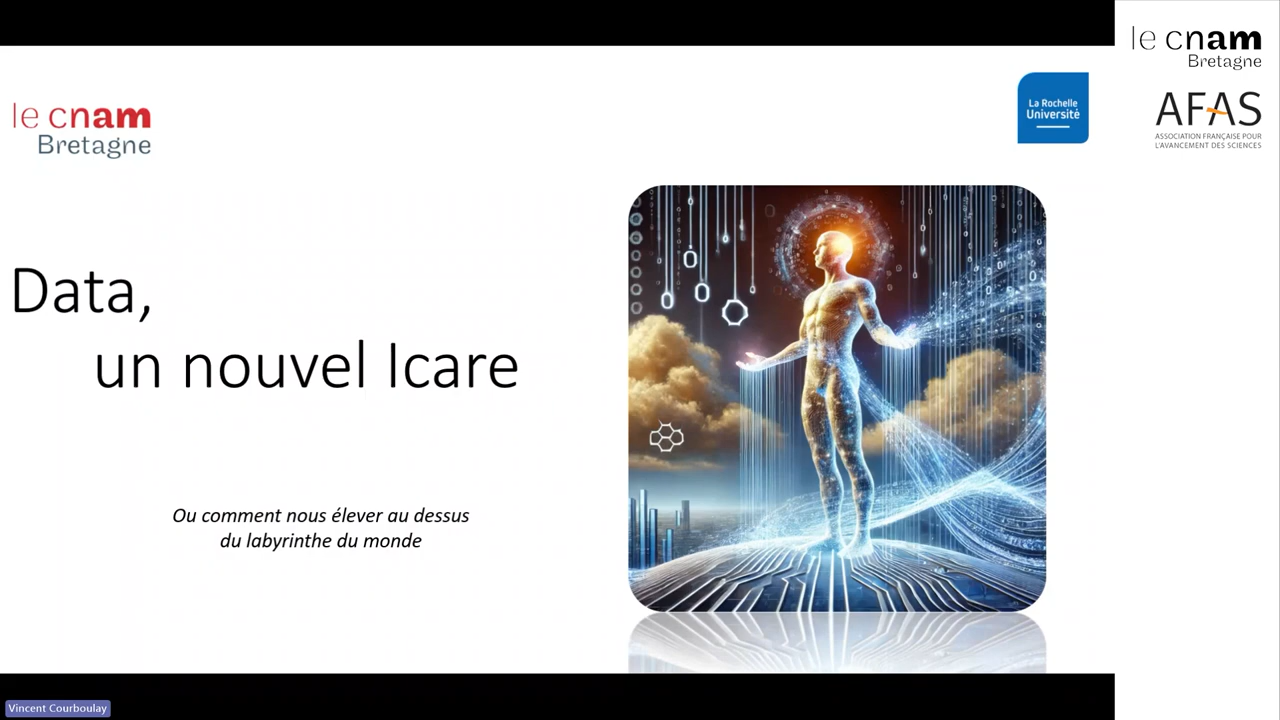 le cnam
Bretagne
La Rochelle
Université
le cnam
Bretagne
AFAS
ASSOCIATION FRANÇAISE POUR
L'AVANCEMENT DES SCIENCES
Data,
un nouvel Icare
Ou comment nous élever au dessus
du labyrinthe du monde
Vincent Courboulay